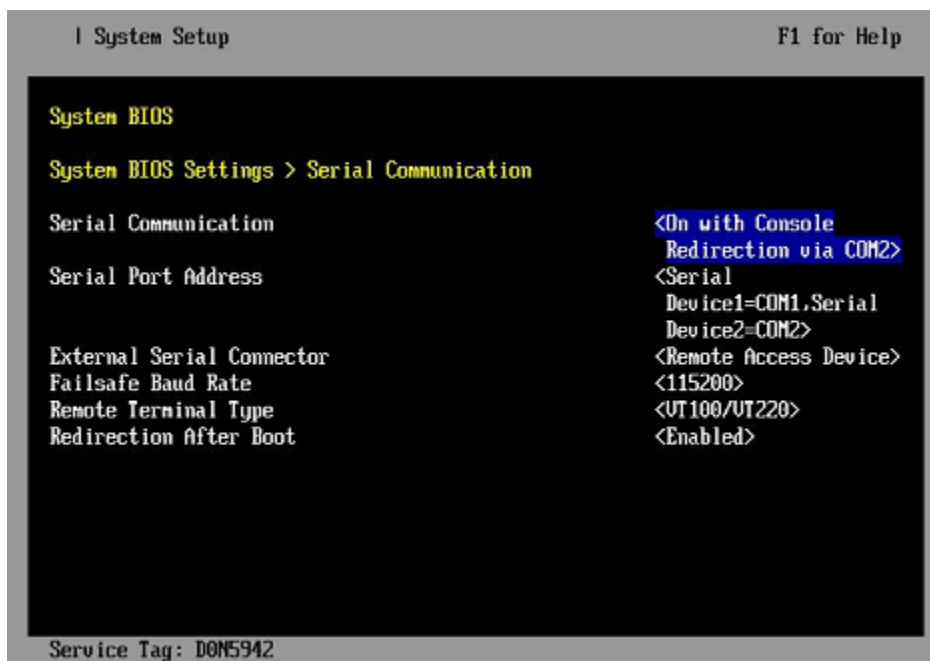 | System Setup F1 for Help
System BIOS
System BIOS Settings > Serial Communication
Serial Communication <On with Console
Redirection via COM2>
Serial Port Address <Serial
Device1=COM1,Serial
Device2=COM2>
External Serial Connector <Remote Access Device>
Failsafe Baud Rate <115200>
Remote Terminal Type <VT100/VT220>
Redirection After Boot <Enabled>
Service Tag: D0N5942